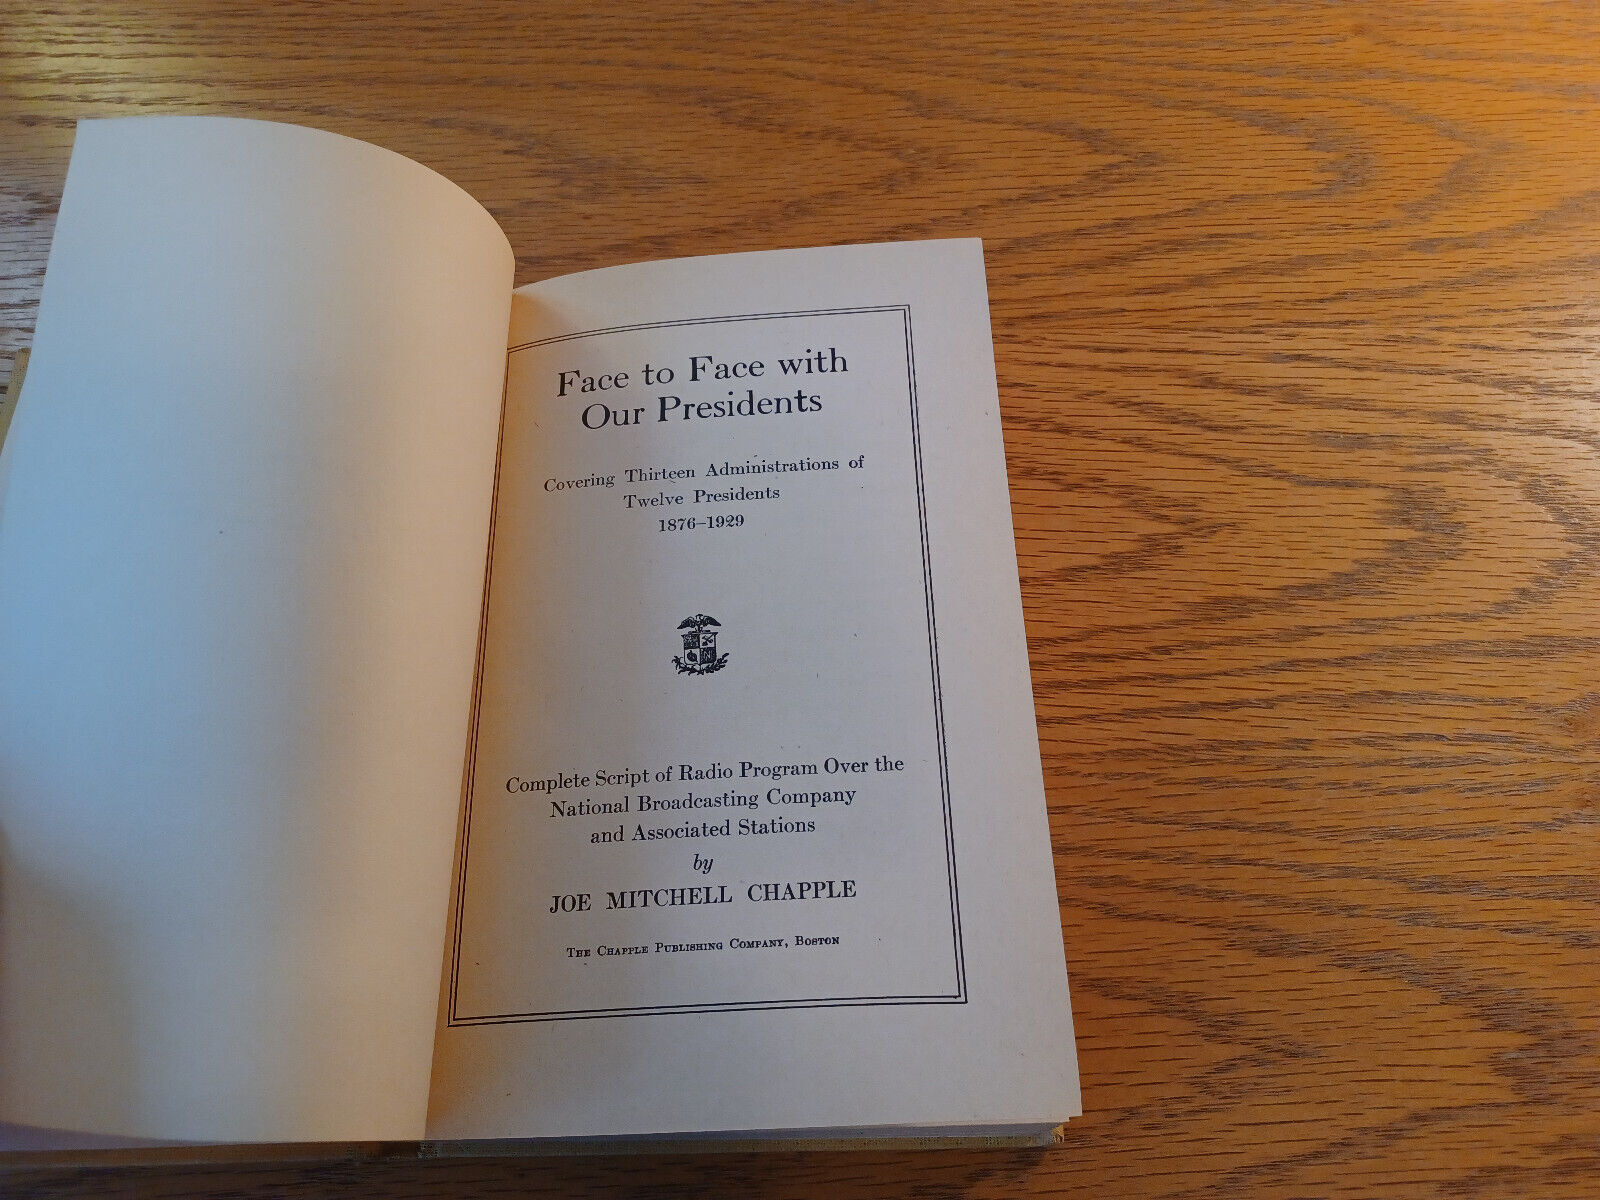 Face to Face with
Our Presidents
Covering Thirteen Administrations of
Twelve Presidents
1876–1929
Complete Script of Radio Program Over the
National Broadcasting Company
and Associated Stations
by
JOE MITCHELL CHAPPLE
The Chapple Publishing Company, Boston